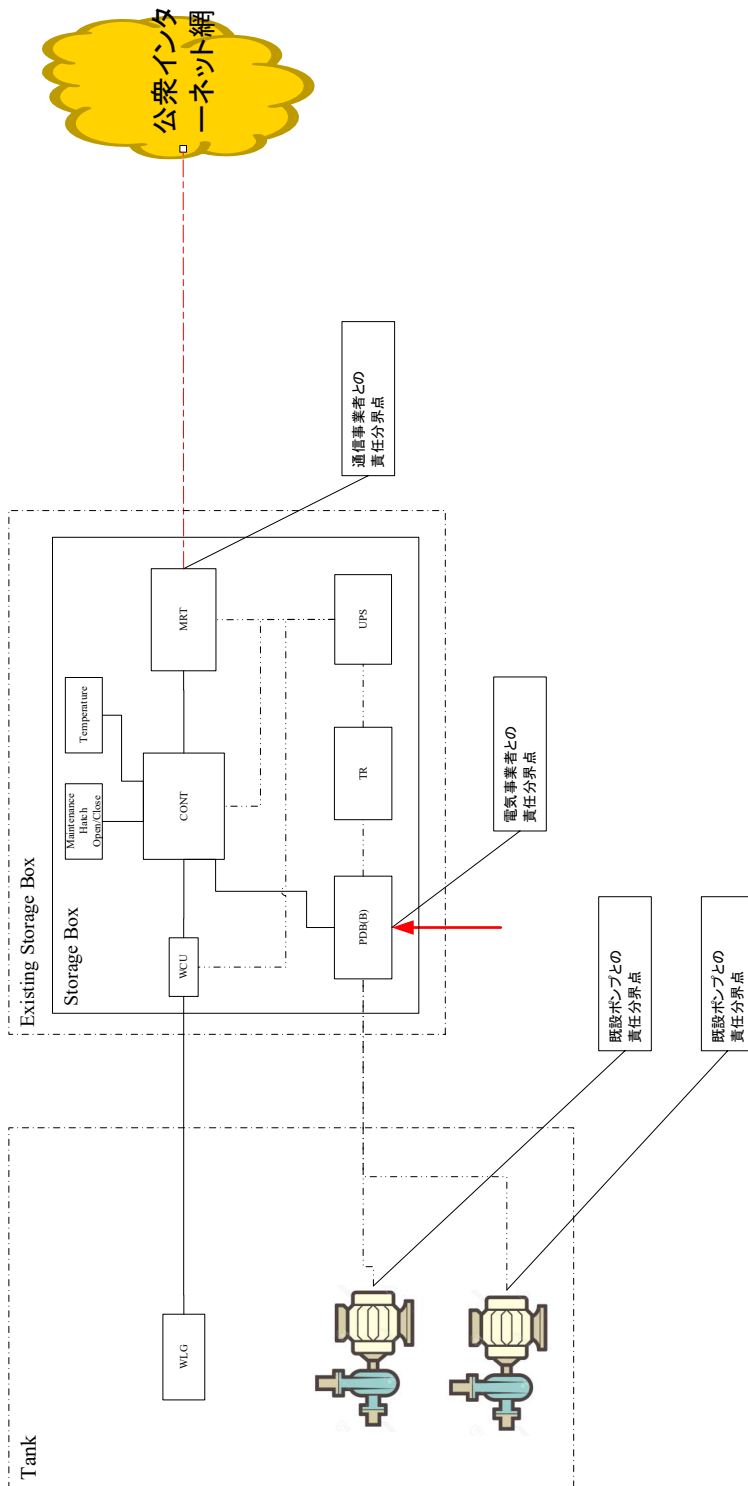 Tank
WLG
Existing Storage Box
Storage Box
WCU
Maintenance
Hatch
Open/Close
Temperature
CONT
MRT
PDB(B)
TR
UPS
公衆インタ
ーネット網
通信事業者との
責任分界点
電気事業者との
責任分界点
既設ポンプとの
責任分界点
既設ポンプとの
責任分界点